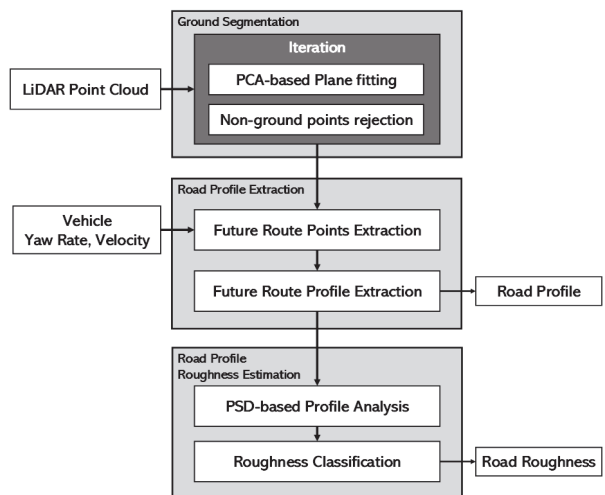 Ground Segmentation
Iteration
PCA-based Plane fitting
LiDAR Point Cloud
Non-ground points rejection
Road Profile Extraction
Vehicle
Yaw Rate, Velocity
Future Route Points Extraction
Future Route Profile Extraction
Road Profile
Road Profile
Roughness Estimation
PSD-based Profile Analysis
Roughness Classification
Road Roughness